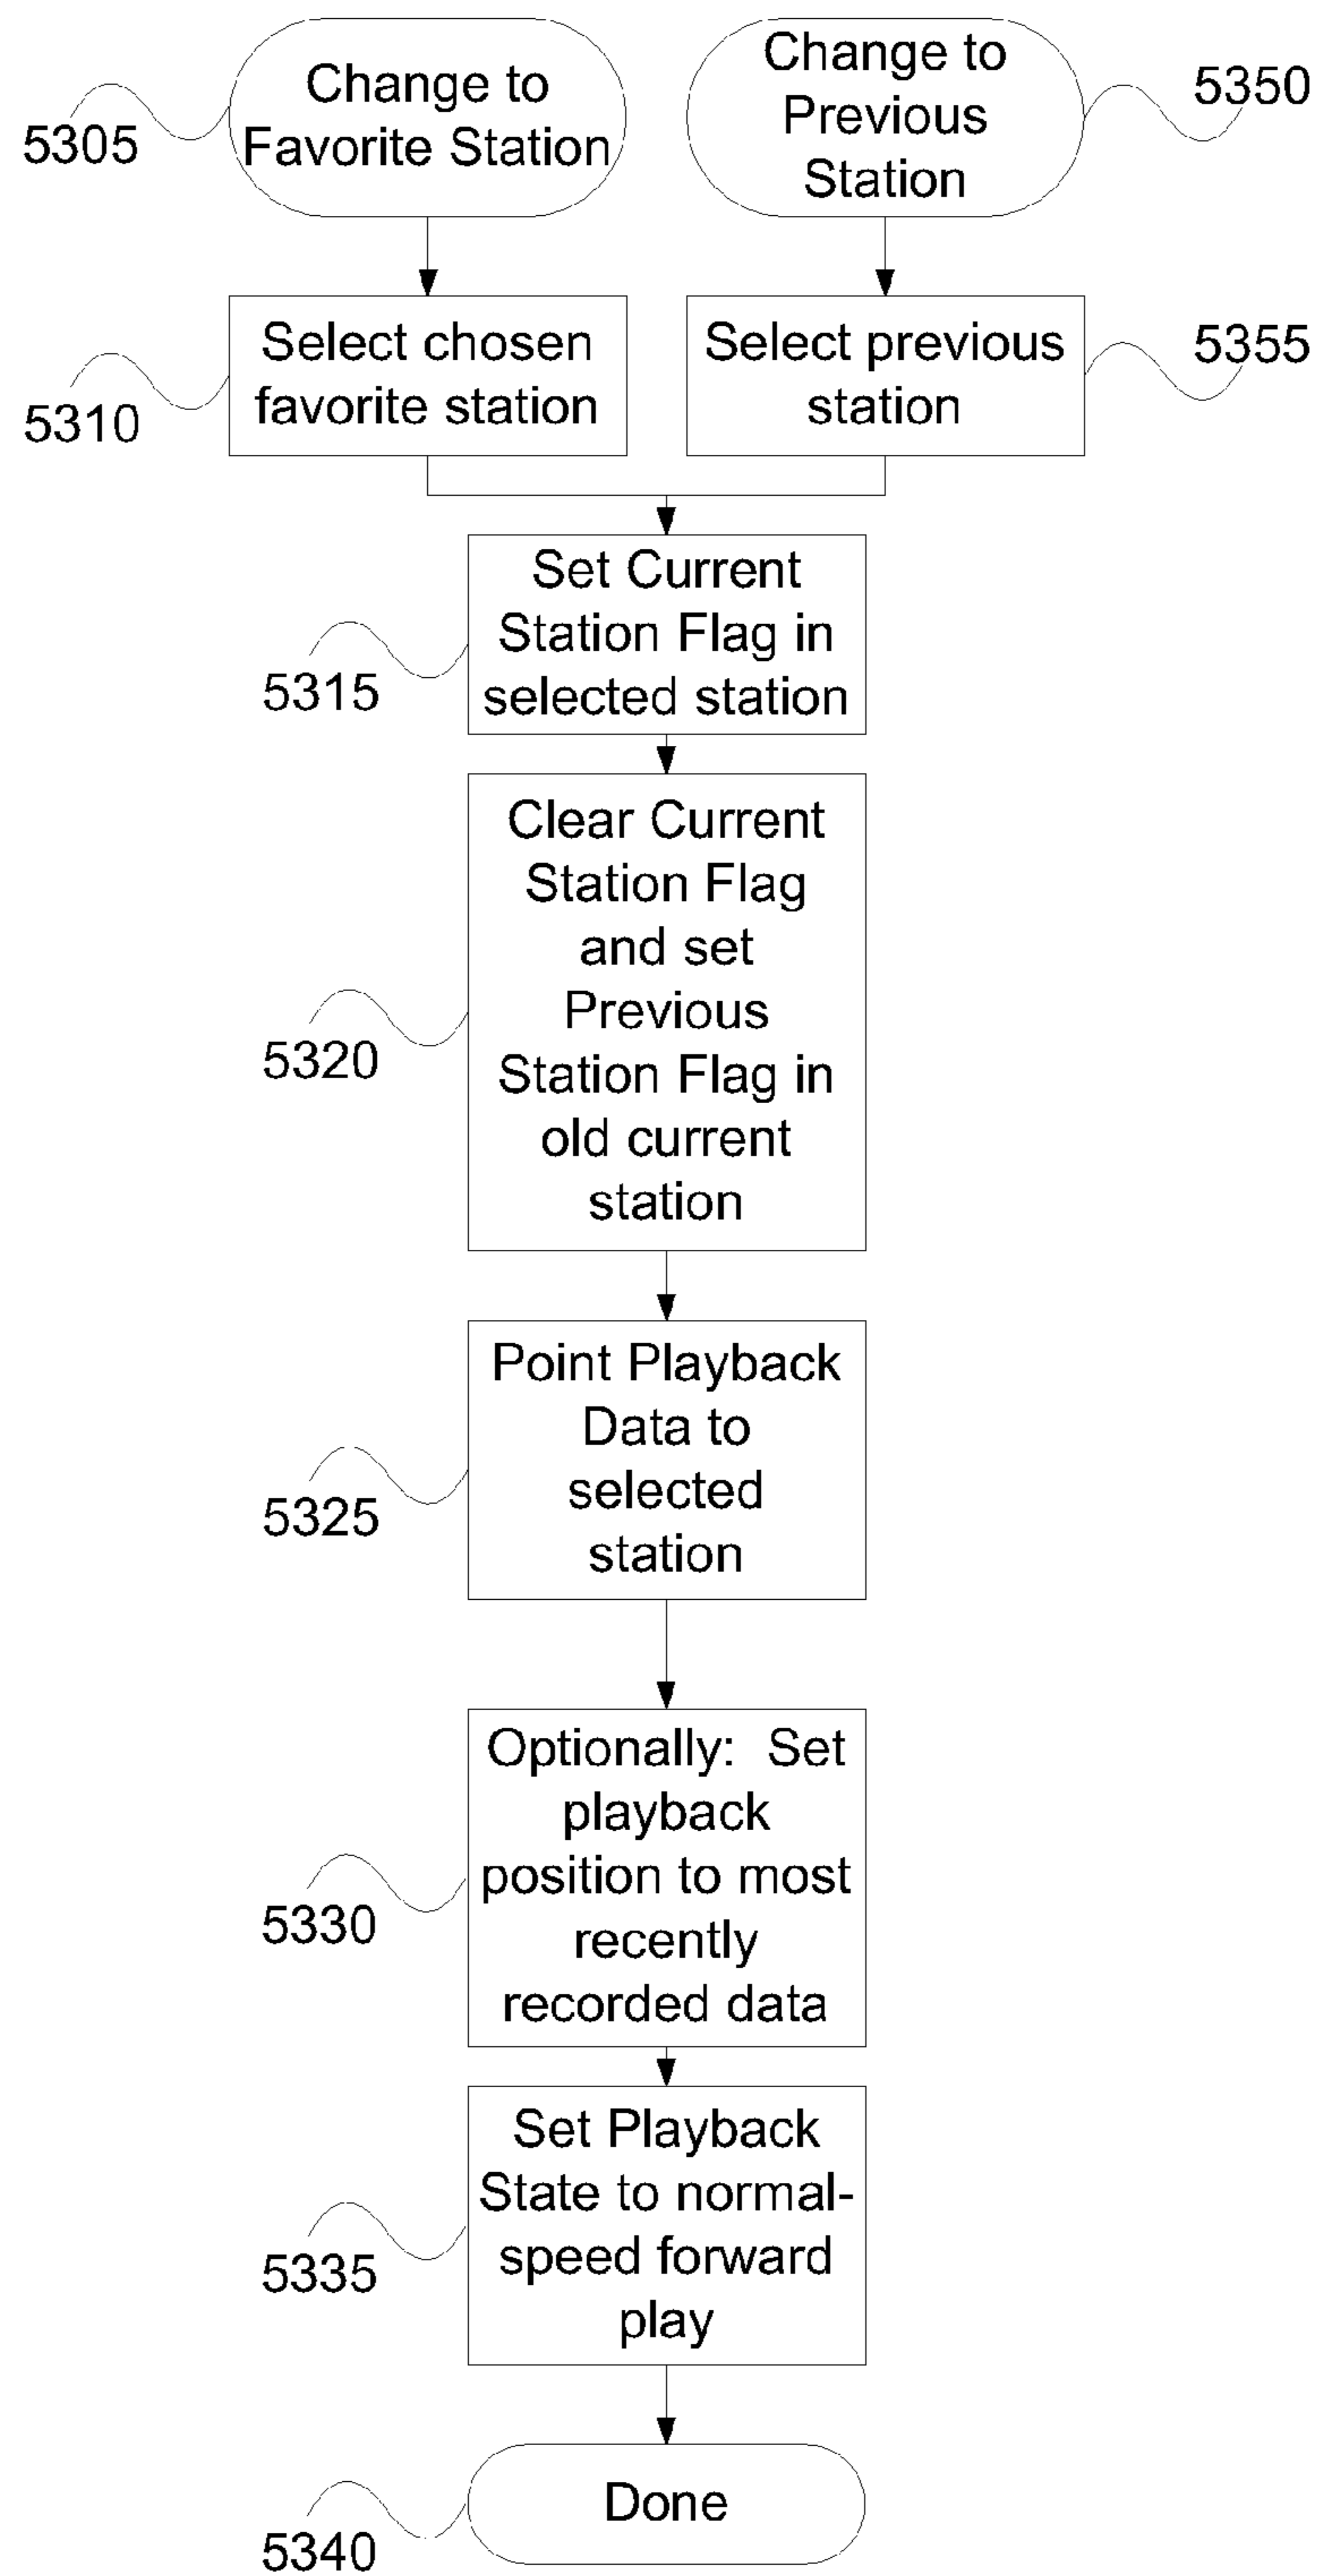 Change to
Favorite Station
5305
Change to
Previous
Station
5350
Select chosen
favorite station
5310
Select previous
station
5355
Set Current
Station Flag in
selected station
5315
Clear Current
Station Flag
and set
Previous
Station Flag in
old current
station
5320
Point Playback
Data to
selected
station
5325
Optionally: Set
playback
position to most
recently
recorded data
5330
Set Playback
State to normal-
speed forward
play
5335
Done
5340